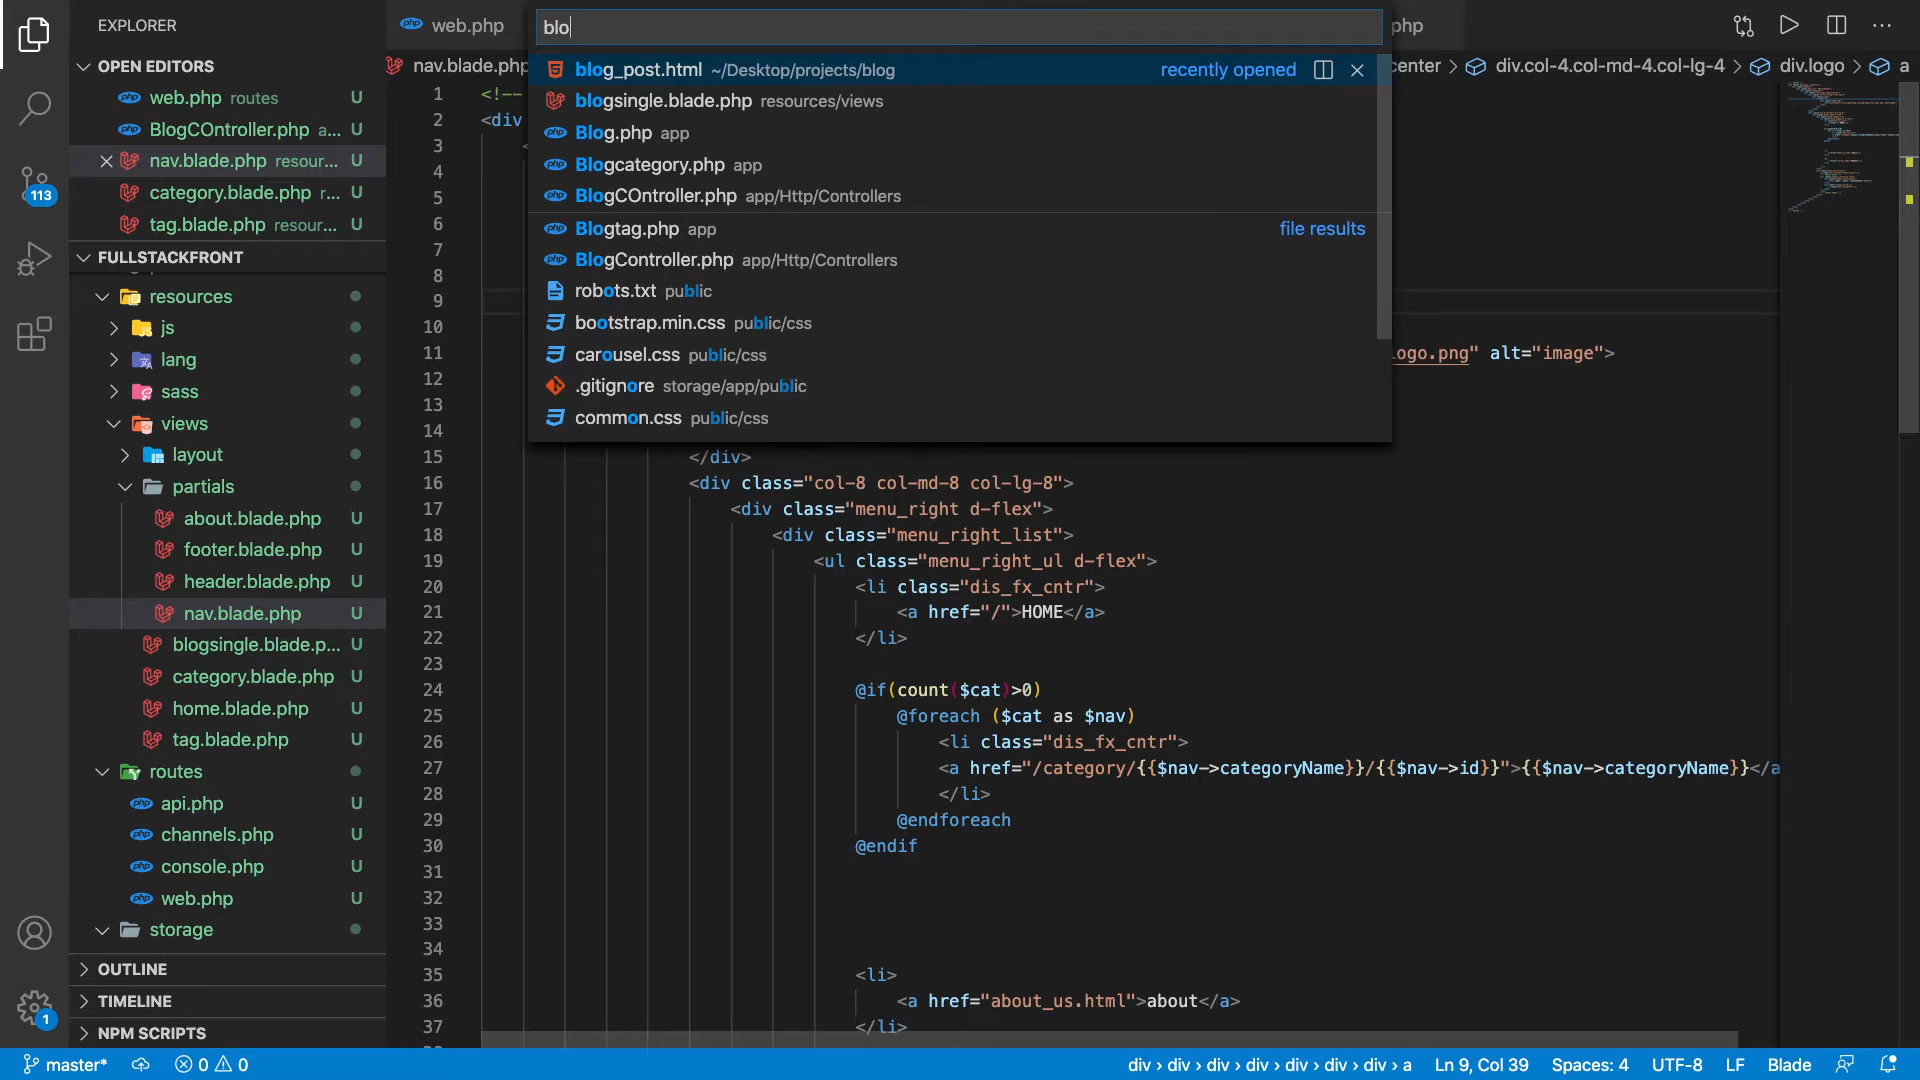 EXPLORER
OPEN EDITORS
web.php routes U
BlogCOntroller.php a... U
nav.blade.php resour... U
category.blade.php r... U
tag.blade.php resour... U
FULLSTACKFRONT
resources
js
lang
sass
views
layout
partials
about.blade.php U
footer.blade.php U
header.blade.php U
nav.blade.php U
blogsingle.blade.p... U
category.blade.php U
home.blade.php U
tag.blade.php U
routes
api.php U
channels.php U
console.php U
web.php U
storage
OUTLINE
TIMELINE
NPM SCRIPTS
113
1
web.php
php
blo
blog_post.html ~/Desktop/projects/blog recently opened
blogsingle.blade.php resources/views
Blog.php app
Blogcategory.php app
BlogCOntroller.php app/Http/Controllers
Blogtag.php app file results
BlogController.php app/Http/Controllers
robots.txt public
bootstrap.min.css public/css
carousel.css public/css
.gitignore storage/app/public
common.css public/css
nav.blade.php
center > div.col-4.col-md-4.col-lg-4 > div.logo > a
1 <!--
2 <div
3 <
4
5
6
7
8
9
10
11 logo.png" alt="image">
12
13
14
15 </div>
16 <div class="col-8 col-md-8 col-lg-8">
17 <div class="menu_right d-flex">
18 <div class="menu_right_list">
19 <ul class="menu_right_ul d-flex">
20 <li class="dis_fx_cntr">
21 <a href="/">HOME</a>
22 </li>
23
24 @if(count($cat)>0)
25 @foreach ($cat as $nav)
26 <li class="dis_fx_cntr">
27 <a href="/category/{{$nav->categoryName}}/{{$nav->id}}">{{$nav->categoryName}}</a
28 </li>
29 @endforeach
30 @endif
31
32
33
34
35 <li>
36 <a href="about_us.html">about</a>
37 </li>
master* 0 0 div > div > div > div > div > div > div > a Ln 9, Col 39 Spaces: 4 UTF-8 LF Blade